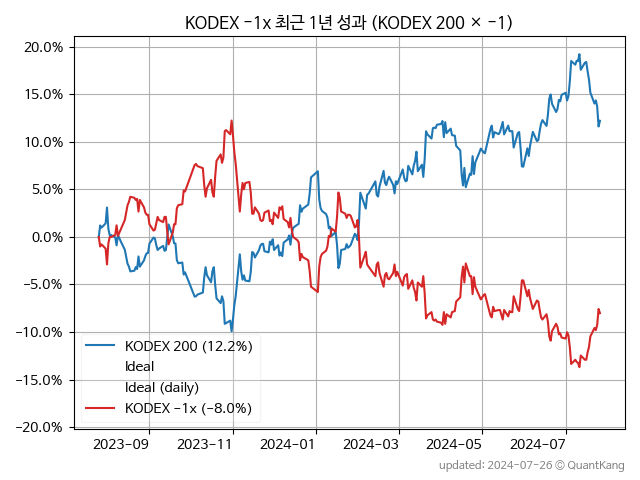 KODEX -1x 최근 1년 성과 (KODEX 200 × -1)
20.0%
15.0%
10.0%
5.0%
0.0%
-5.0%
-10.0%
-15.0%
-20.0%
KODEX 200 (12.2%)
Ideal
Ideal (daily)
KODEX -1x (-8.0%)
2023-09 2023-11 2024-01 2024-03 2024-05 2024-07
updated: 2024-07-26 © QuantKang